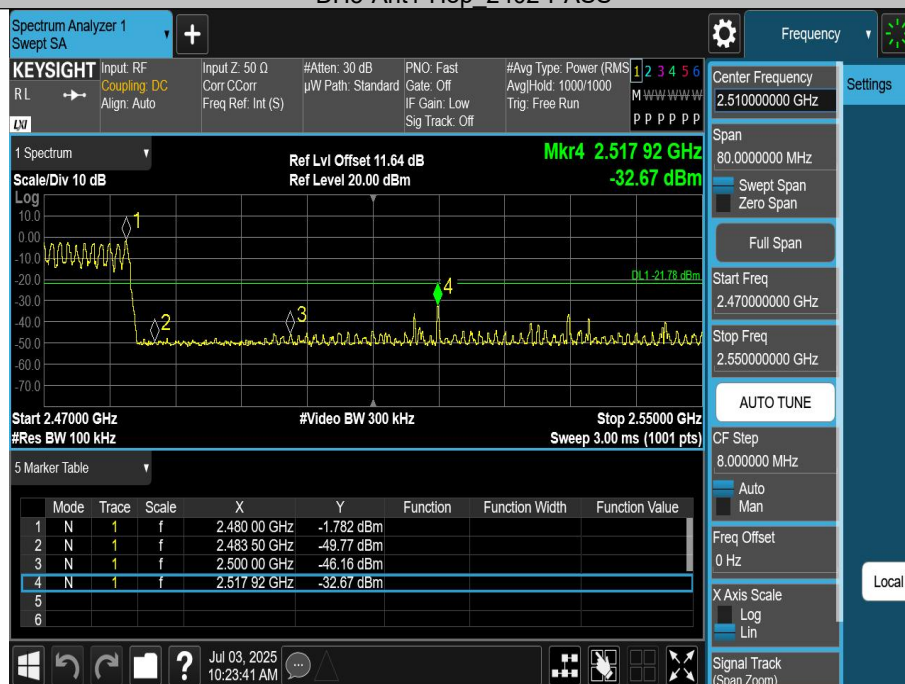 Spectrum Analyzer 1
Swept SA
+
Frequency
KEYSIGHT
RL
LXI
Input: RF
Coupling: DC
Align: Auto
Input Z: 50 Ω
Corr CCorr
Freq Ref: Int (S)
#Atten: 30 dB
µW Path: Standard
PNO: Fast
Gate: Off
IF Gain: Low
Sig Track: Off
#Avg Type: Power (RMS
Avg|Hold: 1000/1000
Trig: Free Run
1 2 3 4 5 6
M W W W W W
P P P P P P
Center Frequency
2.510000000 GHz
Settings
Span
80.0000000 MHz
Swept Span
Zero Span
Full Span
Start Freq
2.470000000 GHz
Stop Freq
2.550000000 GHz
AUTO TUNE
CF Step
8.000000 MHz
Auto
Man
Freq Offset
0 Hz
X Axis Scale
Log
Lin
Local
Signal Track
(Span Zoom)
1 Spectrum
Scale/Div 10 dB
Ref Lvl Offset 11.64 dB
Ref Level 20.00 dBm
Mkr4 2.517 92 GHz
-32.67 dBm
Log
10.0
0.00
-10.0
-20.0
-30.0
-40.0
-50.0
-60.0
-70.0
1
2
3
4
DL1 -21.78 dBm
Start 2.47000 GHz
#Res BW 100 kHz
#Video BW 300 kHz
Stop 2.55000 GHz
Sweep 3.00 ms (1001 pts)
5 Marker Table
Mode Trace Scale X Y Function Function Width Function Value
1 N 1 f 2.480 00 GHz -1.782 dBm
2 N 1 f 2.483 50 GHz -49.77 dBm
3 N 1 f 2.500 00 GHz -46.16 dBm
4 N 1 f 2.517 92 GHz -32.67 dBm
5
6
?
Jul 03, 2025
10:23:41 AM